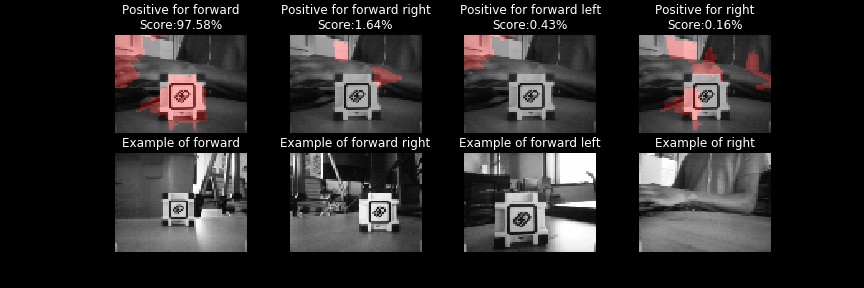 Positive for forward
Score:97.58%
Positive for forward right
Score:1.64%
Positive for forward left
Score:0.43%
Positive for right
Score:0.16%
Example of forward
Example of forward right
Example of forward left
Example of right